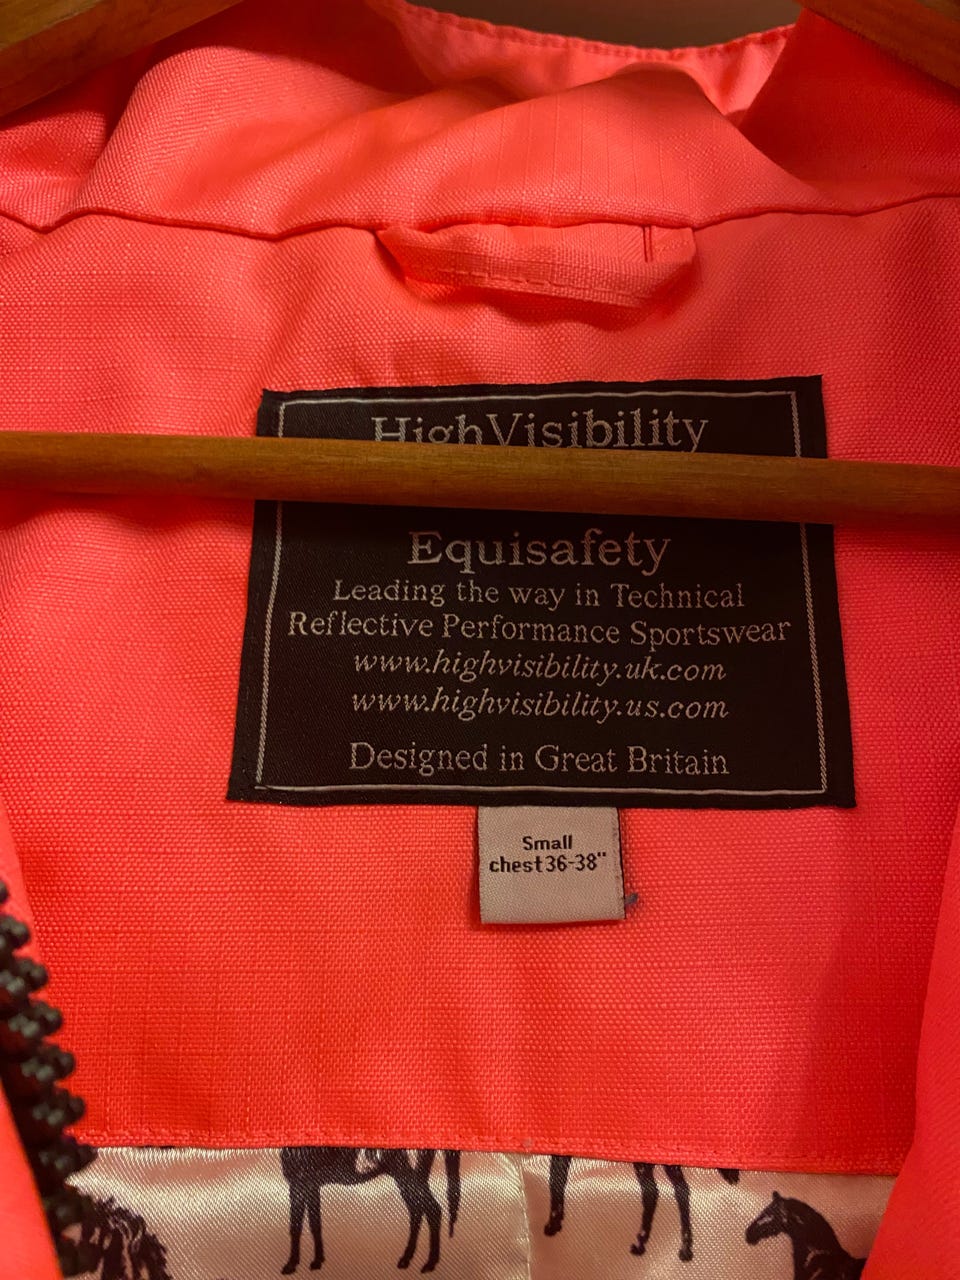 HighVisibility
Equisafety
Leading the way in Technical
Reflective Performance Sportswear
www.highvisibility.uk.com
www.highvisibility.us.com
Designed in Great Britain
Small
chest 36-38"